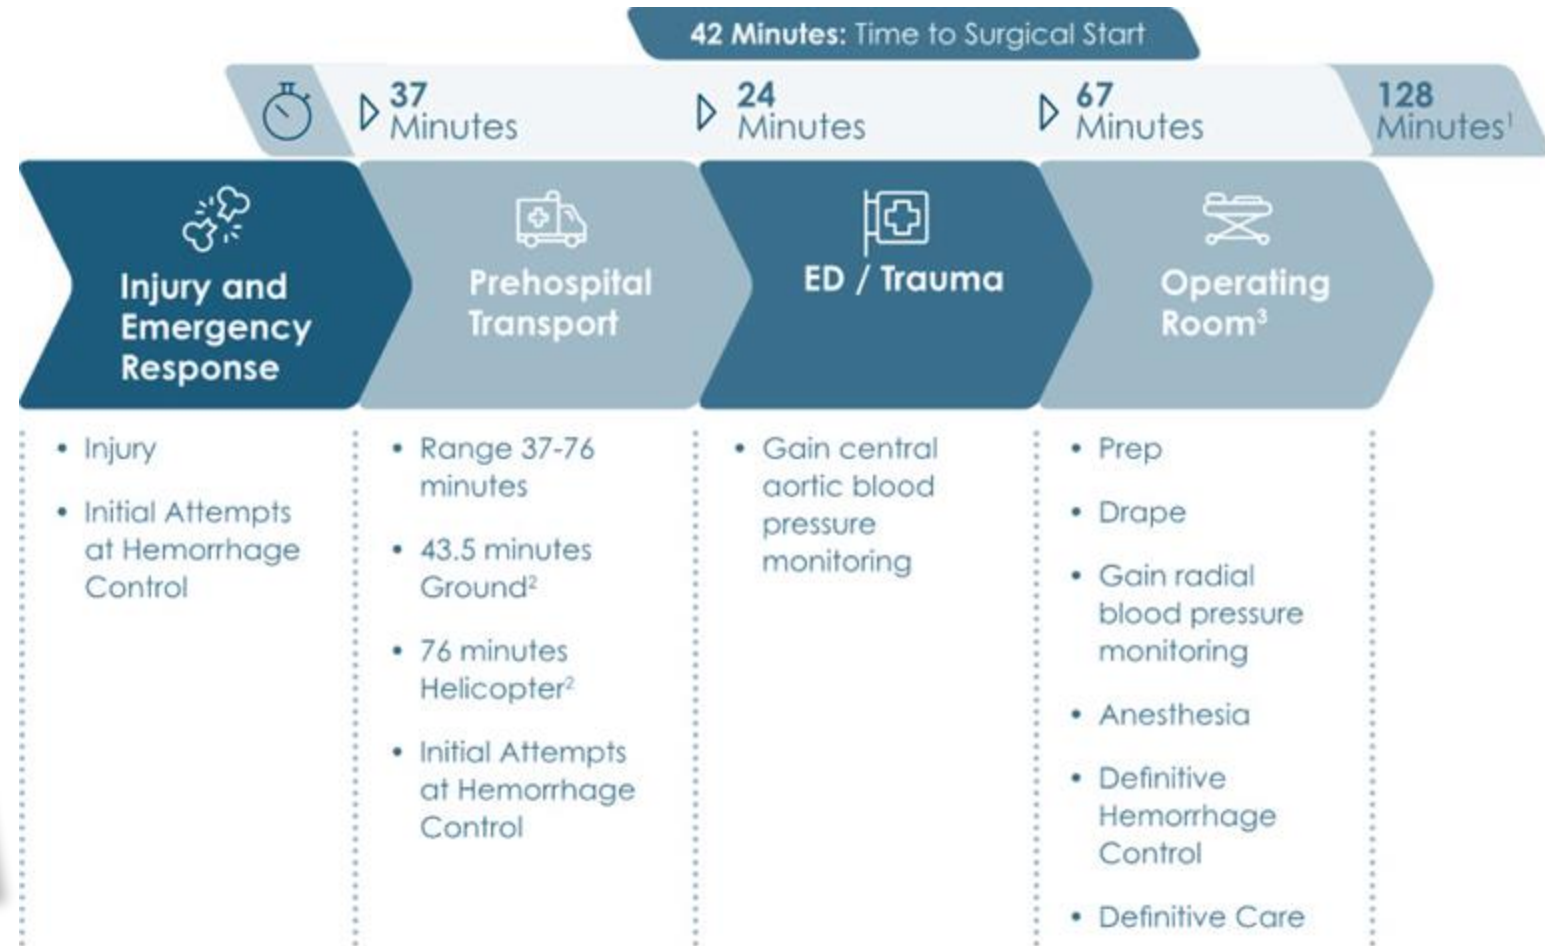 42 Minutes: Time to Surgical Start
37
Minutes
24
Minutes
67
Minutes
128
Minutes¹
Injury and
Emergency
Response
Prehospital
Transport
ED / Trauma
Operating
Room³
• Injury
• Initial Attempts
at Hemorrhage
Control
• Range 37-76
minutes
• 43.5 minutes
Ground²
• 76 minutes
Helicopter²
• Initial Attempts
at Hemorrhage
Control
• Gain central
aortic blood
pressure
monitoring
• Prep
• Drape
• Gain radial
blood pressure
monitoring
• Anesthesia
• Definitive
Hemorrhage
Control
• Definitive Care